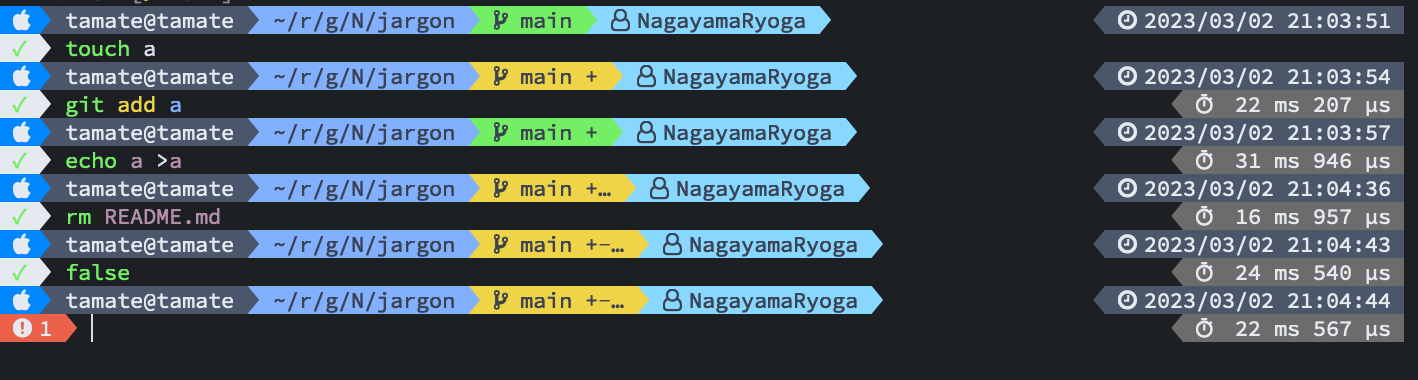 tamate@tamate ~/r/g/N/jargon main NagayamaRyoga 2023/03/02 21:03:51
✓ touch a
tamate@tamate ~/r/g/N/jargon main + NagayamaRyoga 2023/03/02 21:03:54
✓ git add a 22 ms 207 µs
tamate@tamate ~/r/g/N/jargon main + NagayamaRyoga 2023/03/02 21:03:57
✓ echo a >a 31 ms 946 µs
tamate@tamate ~/r/g/N/jargon main +… NagayamaRyoga 2023/03/02 21:04:36
✓ rm README.md 16 ms 957 µs
tamate@tamate ~/r/g/N/jargon main +−… NagayamaRyoga 2023/03/02 21:04:43
✓ false 24 ms 540 µs
tamate@tamate ~/r/g/N/jargon main +−… NagayamaRyoga 2023/03/02 21:04:44
1 22 ms 567 µs